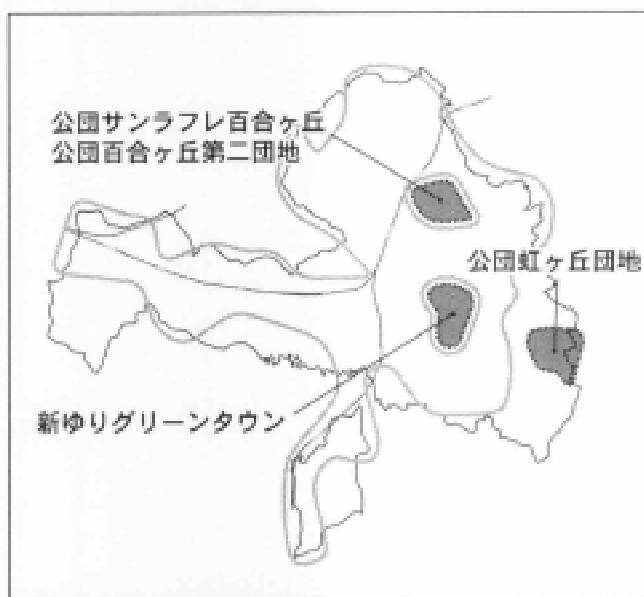 公団サンラフレ百合ヶ丘
公団百合ヶ丘第二団地
公団虹ヶ丘団地
新ゆりグリーンタウン